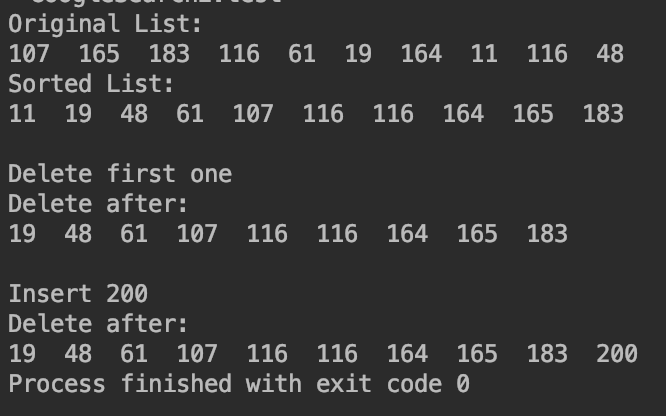 Original List:
107 165 183 116 61 19 164 11 116 48
Sorted List:
11 19 48 61 107 116 116 164 165 183
Delete first one
Delete after:
19 48 61 107 116 116 164 165 183
Insert 200
Delete after:
19 48 61 107 116 116 164 165 183 200
Process finished with exit code 0